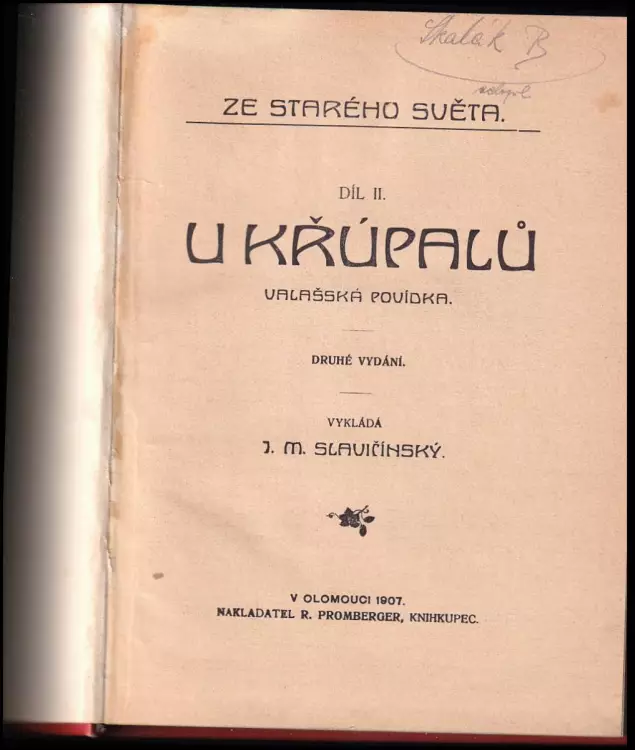 Skalák B
ZE STARÉHO SVĚTA.
DÍL II.
U KŘÚPALŮ
VALAŠSKÁ POVÍDKA.
DRUHÉ VYDÁNÍ.
VYKLÁDÁ
J. M. SLAVIČÍNSKÝ.
V OLOMOUCI 1907.
NAKLADATEL R. PROMBERGER, KNIHKUPEC.